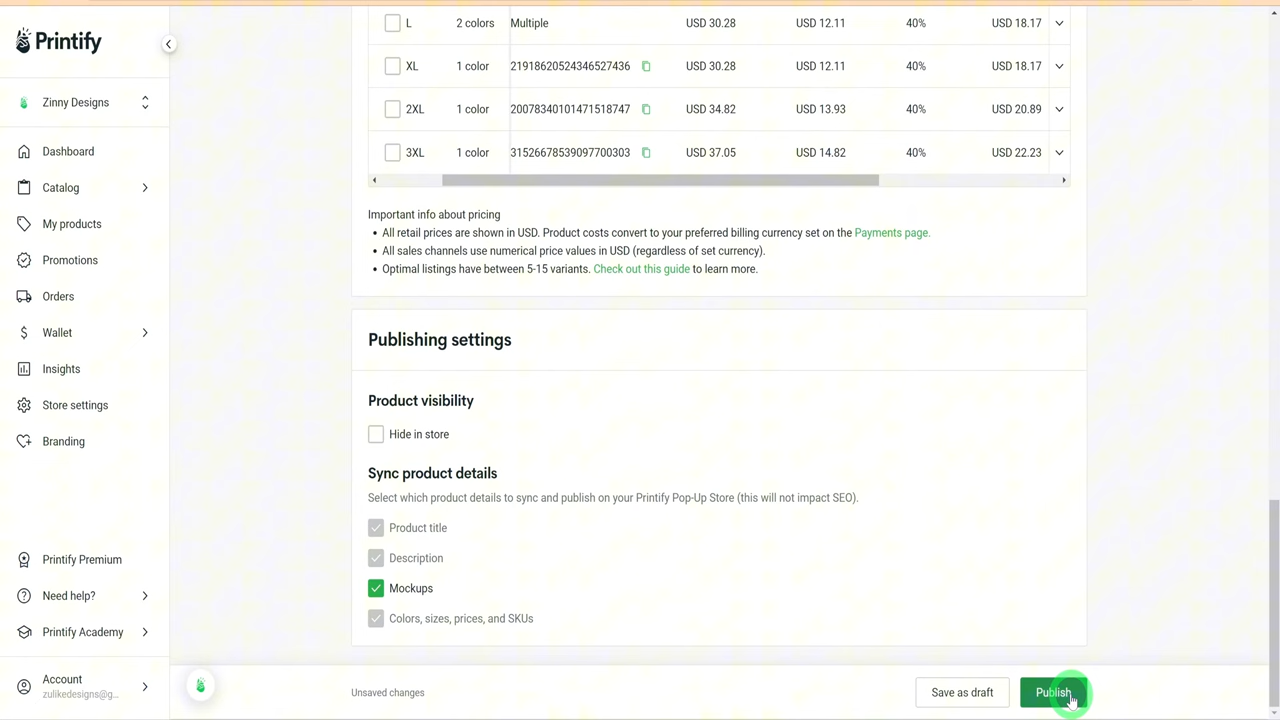 L 2 colors Multiple USD 30.28 USD 12.11 40% USD 18.17
Printify
XL 1 color 21918620524346527436 USD 30.28 USD 12.11 40% USD 18.17
Zinny Designs
2XL 1 color 20078340101471518747 USD 34.82 USD 13.93 40% USD 20.89
Dashboard
3XL 1 color 31526678539097700303 USD 37.05 USD 14.82 40% USD 22.23
Catalog
My products
Promotions
Orders
Wallet
Insights
Store settings
Branding
Printify Premium
Need help?
Printify Academy
Account
zulikedesigns@g...
Important info about pricing
• All retail prices are shown in USD. Product costs convert to your preferred billing currency set on the Payments page.
• All sales channels use numerical price values in USD (regardless of set currency).
• Optimal listings have between 5-15 variants. Check out this guide to learn more.
Publishing settings
Product visibility
Hide in store
Sync product details
Select which product details to sync and publish on your Printify Pop-Up Store (this will not impact SEO).
Product title
Description
Mockups
Colors, sizes, prices, and SKUs
Unsaved changes
Save as draft
Publish